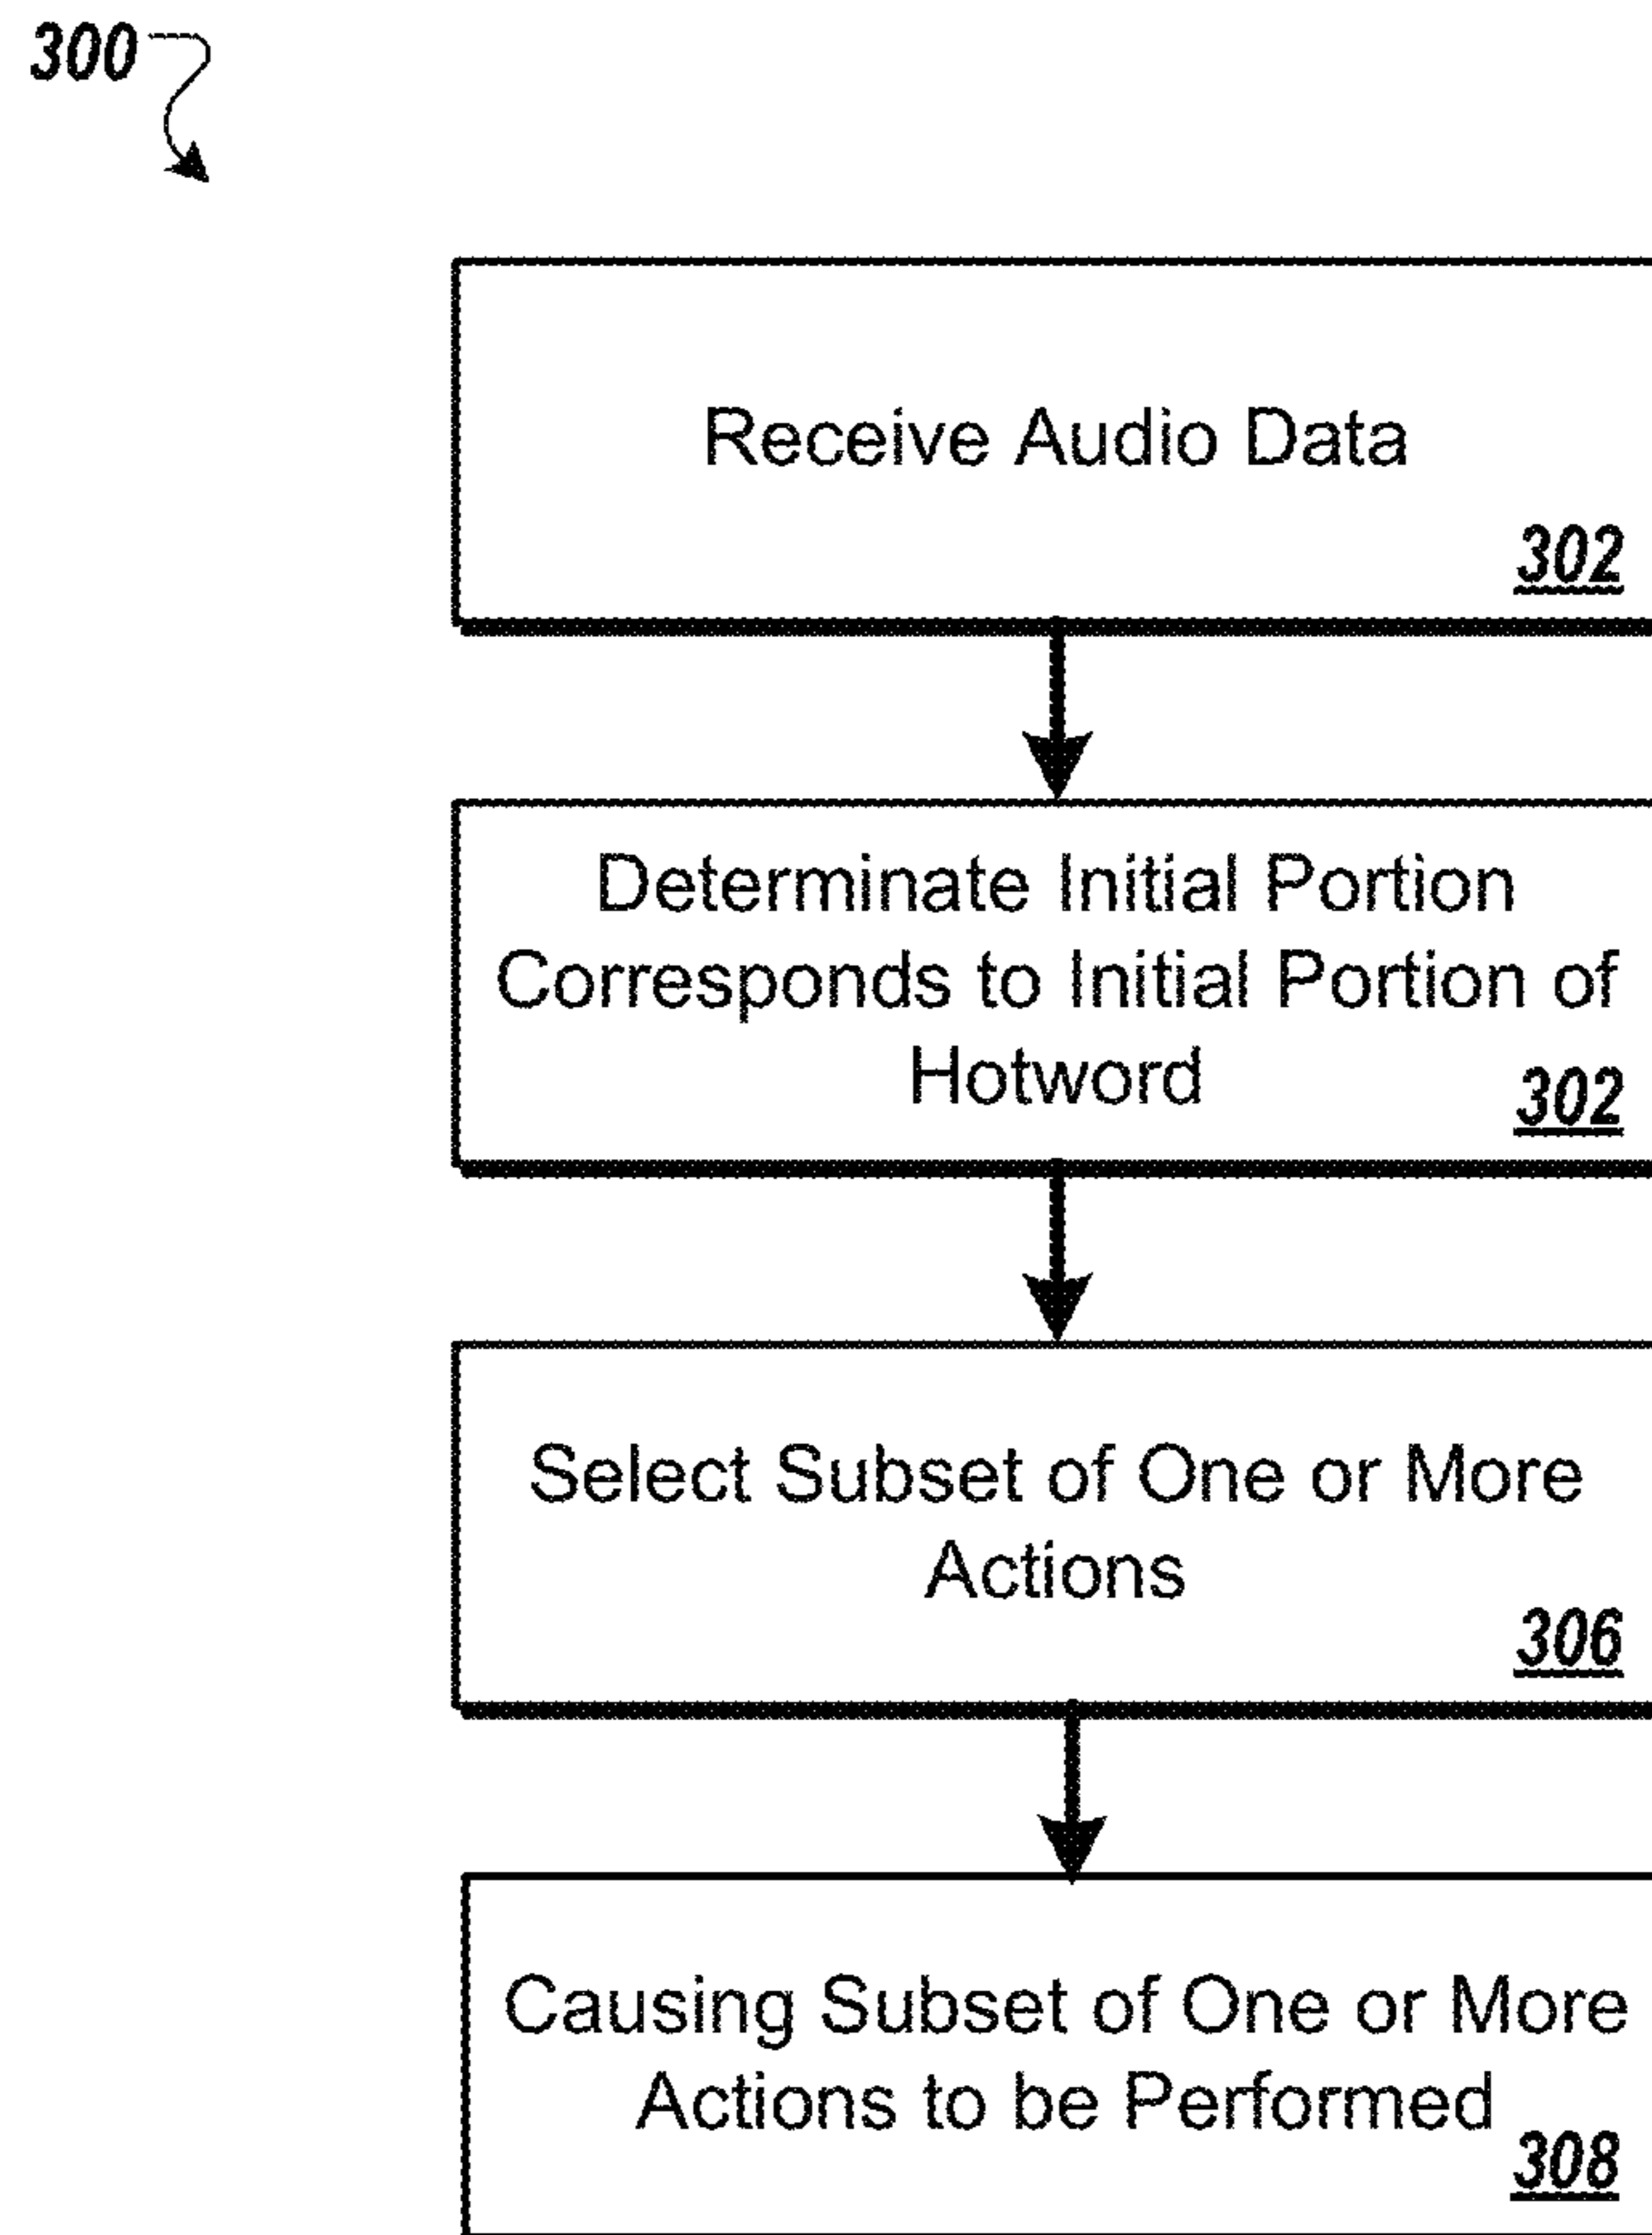 300
Receive Audio Data
302
Determinate Initial Portion
Corresponds to Initial Portion of
Hotword
302
Select Subset of One or More
Actions
306
Causing Subset of One or More
Actions to be Performed
308